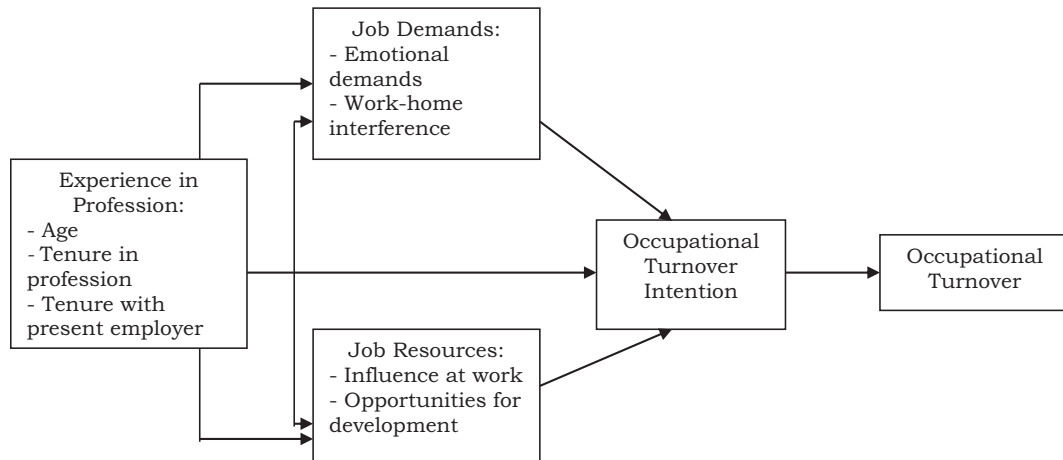 Job Demands:
- Emotional
demands
- Work-home
interference
Experience in
Profession:
- Age
- Tenure in
profession
- Tenure with
present employer
Occupational
Turnover
Intention
Occupational
Turnover
Job Resources:
- Influence at work
- Opportunities for
development